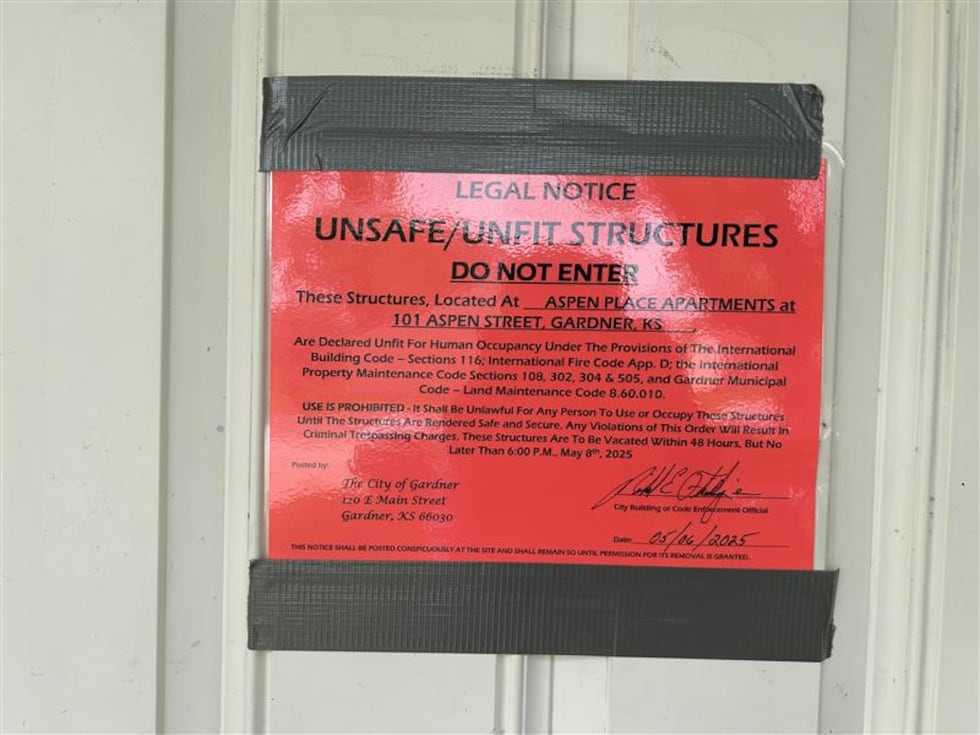 LEGAL NOTICE
UNSAFE/UNFIT STRUCTURES
DO NOT ENTER
These Structures, Located At ASPEN PLACE APARTMENTS at
101 ASPEN STREET, GARDNER, KS
Are Declared Unfit For Human Occupancy Under The Provisions of The International
Building Code – Sections 116; International Fire Code App. D; the International
Property Maintenance Code Sections 108, 302, 304 & 505, and Gardner Municipal
Code – Land Maintenance Code 8.60.010.
USE IS PROHIBITED - It Shall Be Unlawful For Any Person To Use or Occupy These Structures
Until The Structures Are Rendered Safe and Secure. Any Violations of This Order Will Result in
Criminal Trespassing Charges. These Structures Are To Be Vacated Within 48 Hours, But No
Later Than 6:00 P.M., May 8th, 2025
Posted by:
The City of Gardner
120 E Main Street
Gardner, KS 66030
City Building or Code Enforcement Official
Date: 05/06/2025
THIS NOTICE SHALL BE POSTED CONSPICUOUSLY AT THE SITE AND SHALL REMAIN SO UNTIL PERMISSION FOR ITS REMOVAL IS GRANTED.